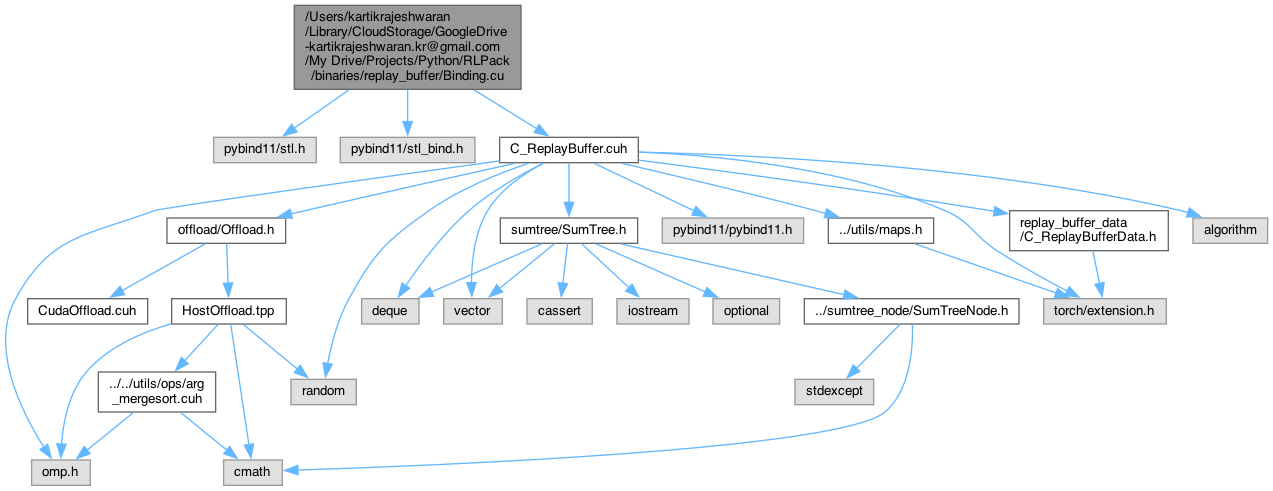 /Users/kartikrajeshwaran
/Library/CloudStorage/GoogleDrive
-kartikrajeshwaran.kr@gmail.com
/My Drive/Projects/Python/RLPack
/binaries/replay_buffer/Binding.cu
pybind11/stl.h
pybind11/stl_bind.h
C_ReplayBuffer.cuh
offload/Offload.h
sumtree/SumTree.h
pybind11/pybind11.h
../utils/maps.h
replay_buffer_data
/C_ReplayBufferData.h
algorithm
CudaOffload.cuh
HostOffload.tpp
deque
vector
cassert
iostream
optional
../sumtree_node/SumTreeNode.h
torch/extension.h
../../utils/ops/arg
_mergesort.cuh
random
stdexcept
omp.h
cmath